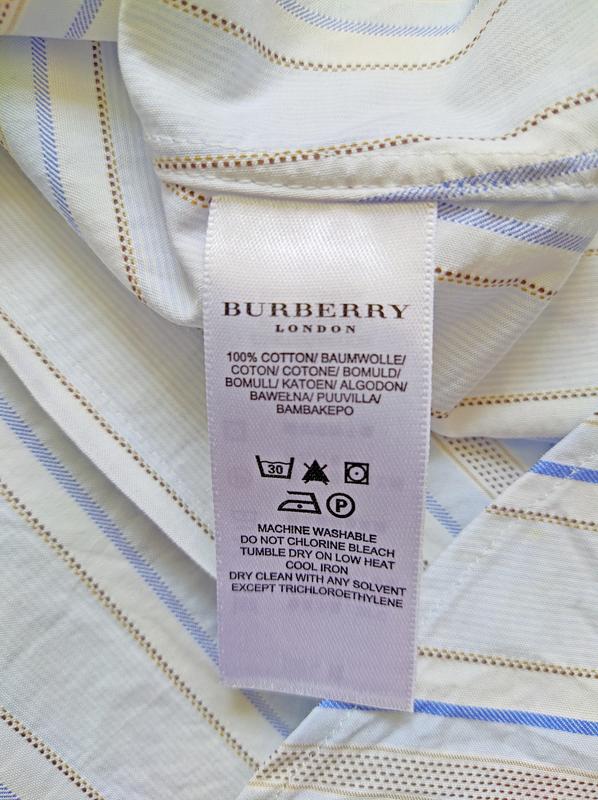 BURBERRY
LONDON
100% COTTON/ BAUMWOLLE/
COTON/ COTONE/ BOMULD/
BOMULL/ KATOEN/ ALGODON/
BAWEŁNA/ PUUVILLA/
BAMBAKEPO
30
P
MACHINE WASHABLE
DO NOT CHLORINE BLEACH
TUMBLE DRY ON LOW HEAT
COOL IRON
DRY CLEAN WITH ANY SOLVENT
EXCEPT TRICHLOROETHYLENE